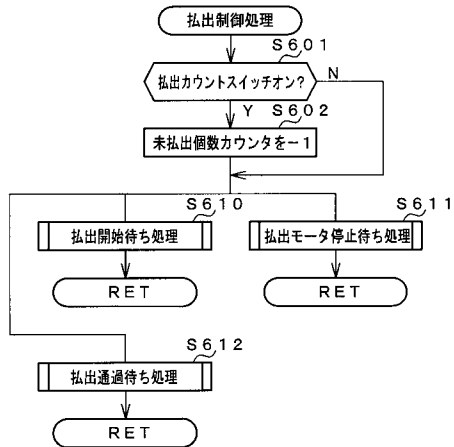 払出制御処理
S601
払出カウントスイッチオン?
N
Y
S602
未払出個数カウンタを－1
S610
払出開始待ち処理
S611
払出モータ停止待ち処理
RET
RET
S612
払出通過待ち処理
RET